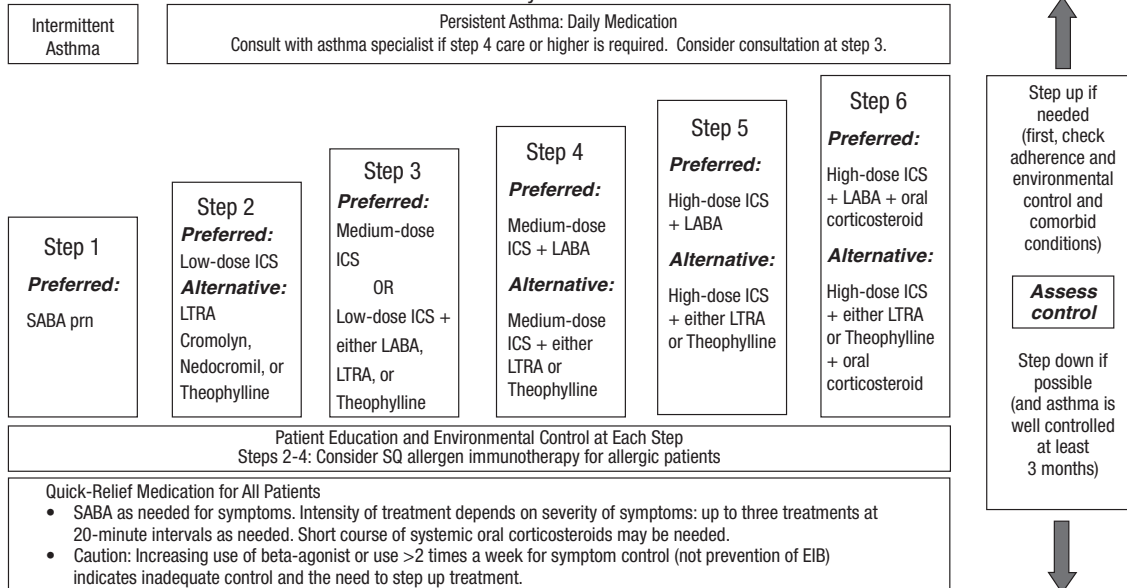 Intermittent
Asthma
Persistent Asthma: Daily Medication
Consult with asthma specialist if step 4 care or higher is required. Consider consultation at step 3.
Step 1
Preferred:
SABA prn
Step 2
Preferred:
Low-dose ICS
Alternative:
LTRA
Cromolyn,
Nedocromil, or
Theophylline
Step 3
Preferred:
Medium-dose
ICS
OR
Low-dose ICS +
either LABA,
LTRA, or
Theophylline
Step 4
Preferred:
Medium-dose
ICS + LABA
Alternative:
Medium-dose
ICS + either
LTRA or
Theophylline
Step 5
Preferred:
High-dose ICS
+ LABA
Alternative:
High-dose ICS
+ either LTRA
or Theophylline
Step 6
Preferred:
High-dose ICS
+ LABA + oral
corticosteroid
Alternative:
High-dose ICS
+ either LTRA
or Theophylline
+ oral
corticosteroid
Patient Education and Environmental Control at Each Step
Steps 2-4: Consider SQ allergen immunotherapy for allergic patients
Quick-Relief Medication for All Patients
• SABA as needed for symptoms. Intensity of treatment depends on severity of symptoms: up to three treatments at
20-minute intervals as needed. Short course of systemic oral corticosteroids may be needed.
• Caution: Increasing use of beta-agonist or use >2 times a week for symptom control (not prevention of EIB)
indicates inadequate control and the need to step up treatment.
Step up if
needed
(first, check
adherence and
environmental
control and
comorbid
conditions)
Assess
control
Step down if
possible
(and asthma is
well controlled
at least
3 months)